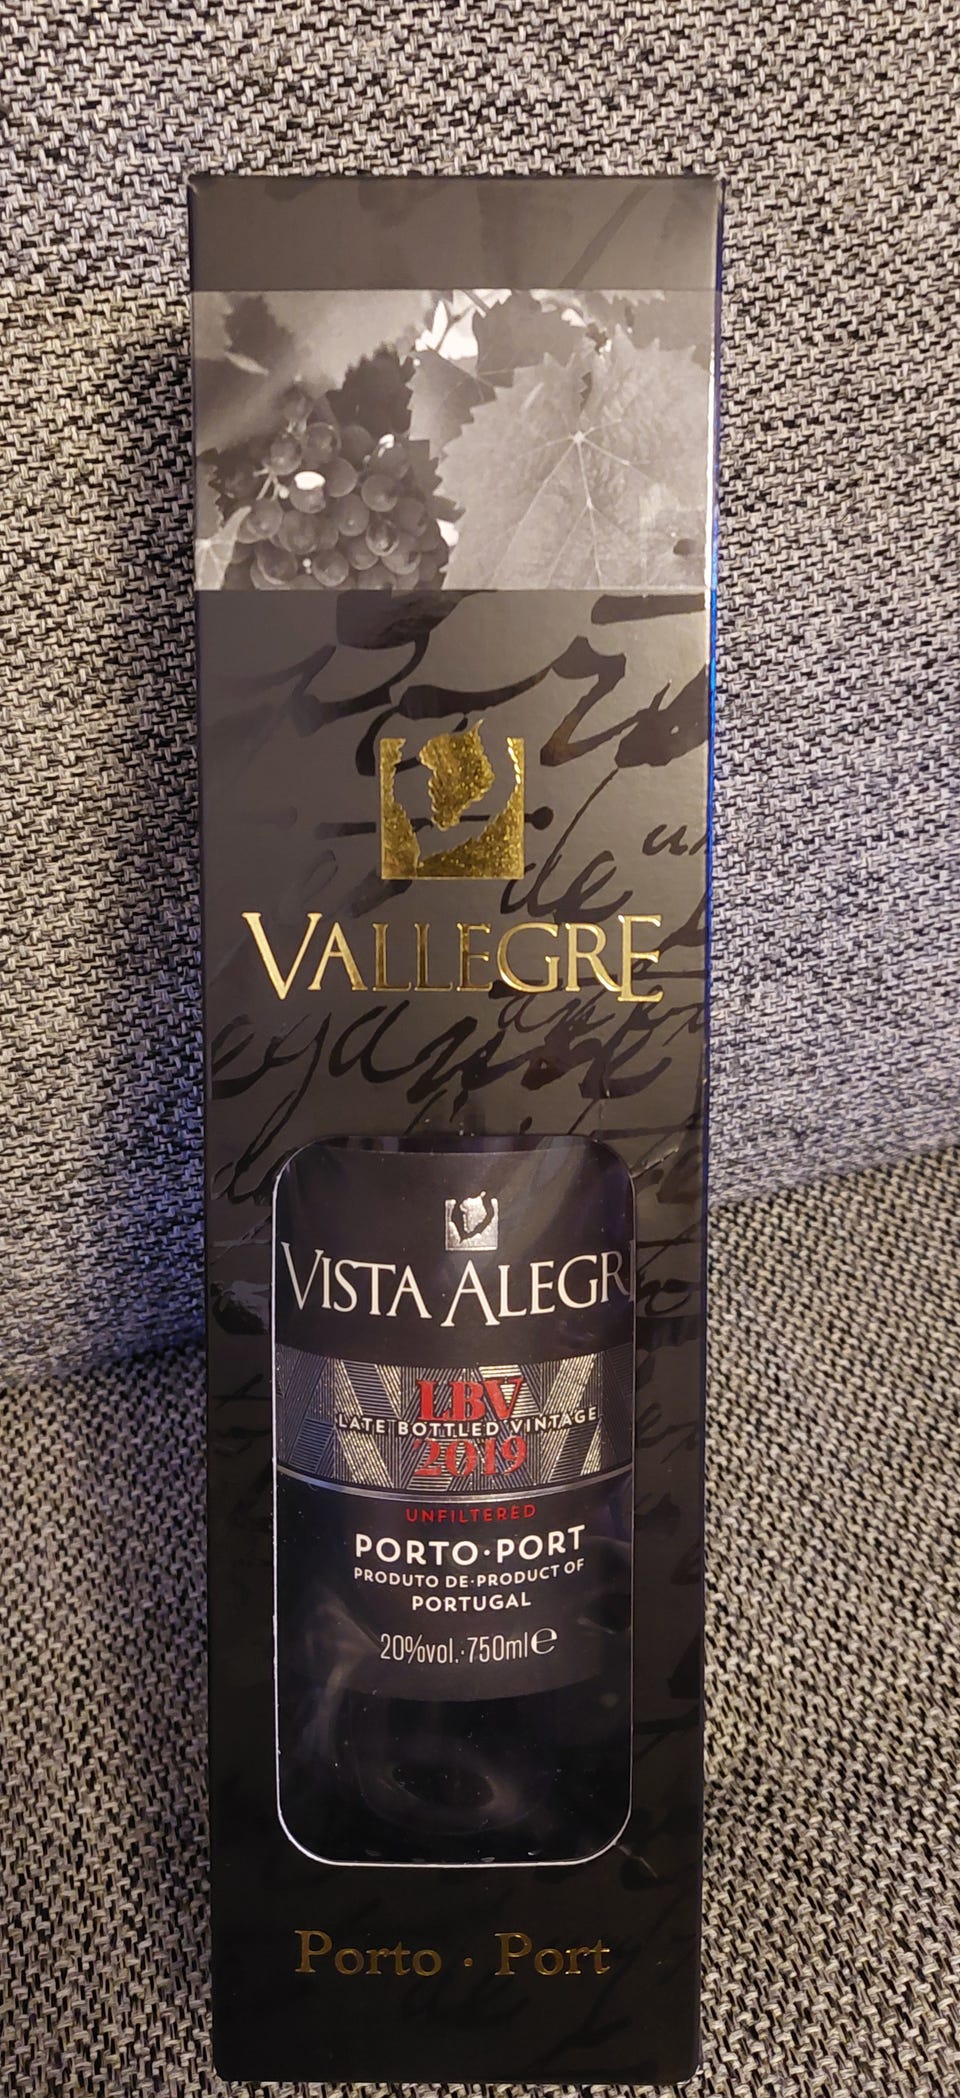 de
VALLEGRE
VISTA ALEGR
LBV
LATE BOTTLED VINTAGE
2019
UNFILTERED
PORTO·PORT
PRODUTO DE·PRODUCT OF
PORTUGAL
20%vol.·750ml e
Porto · Port